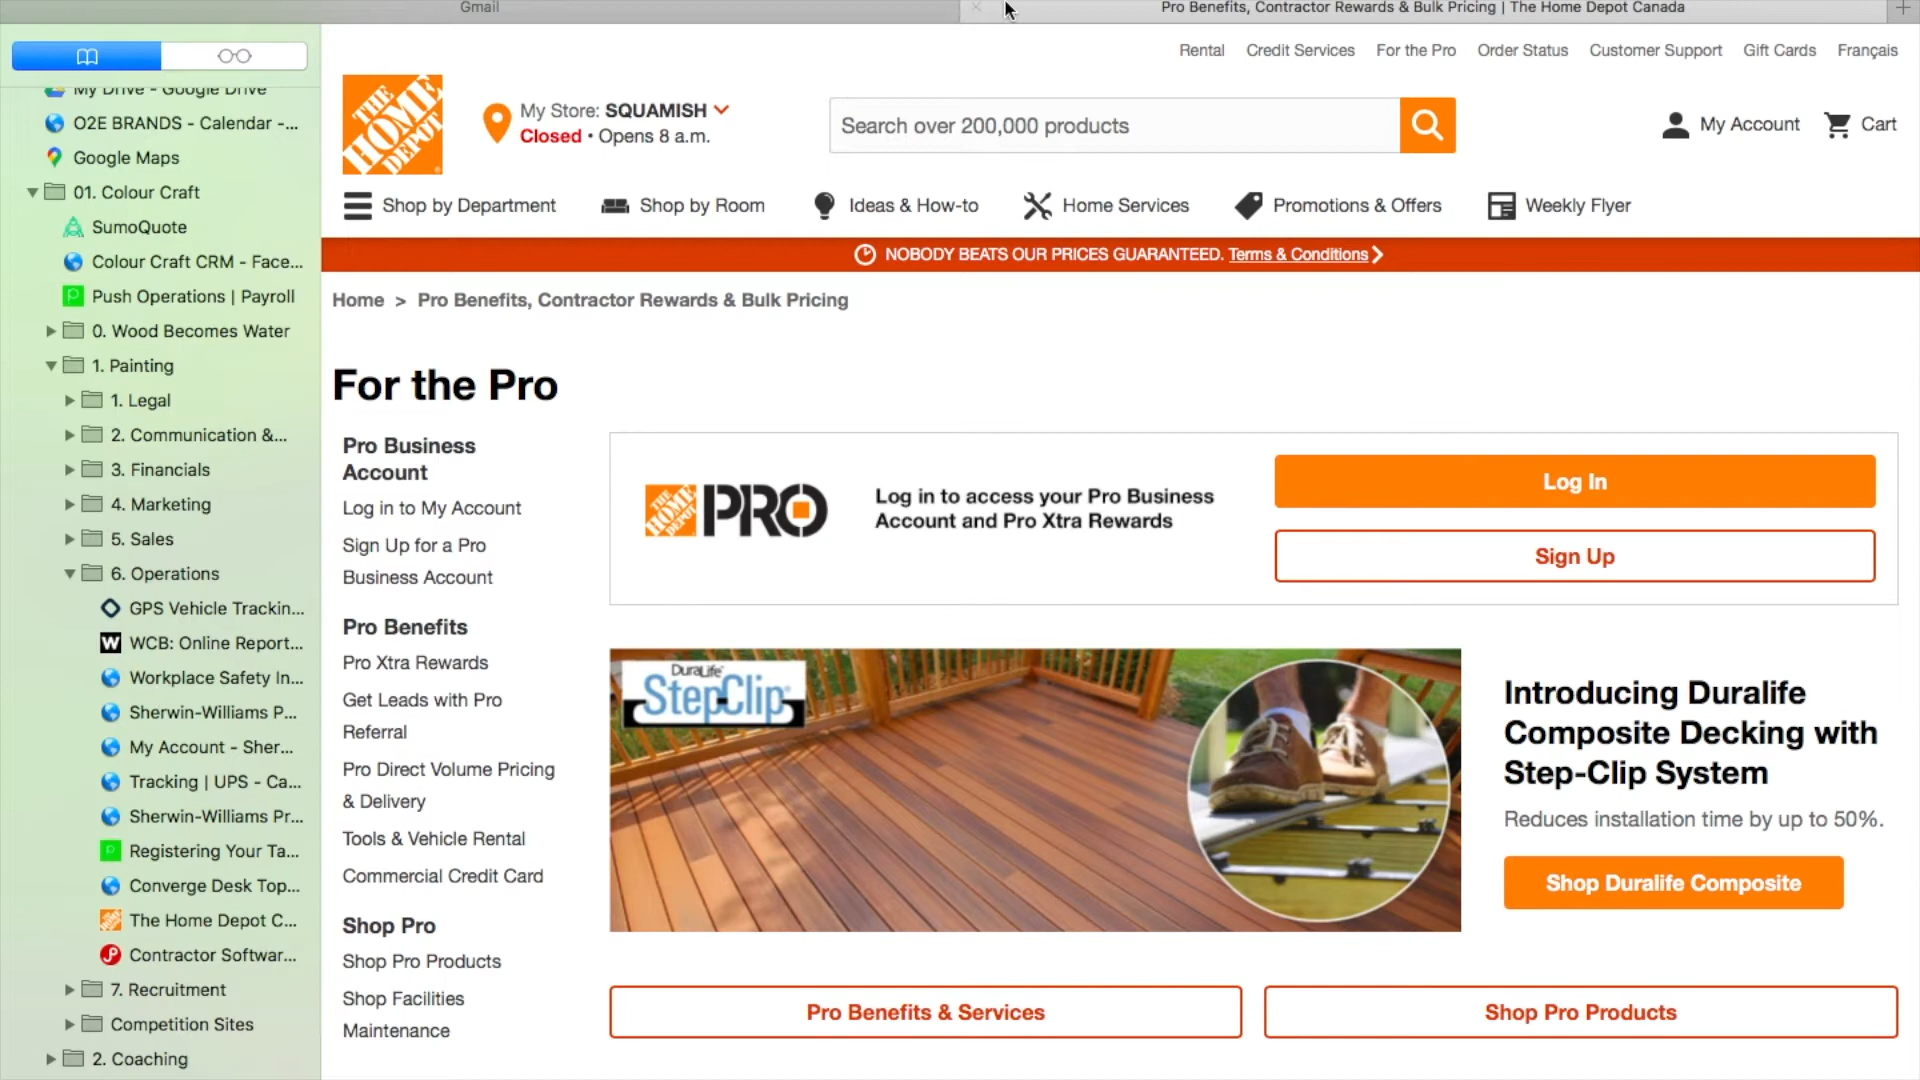 Gmail
Pro Benefits, Contractor Rewards & Bulk Pricing | The Home Depot Canada
My Drive - Google Drive
O2E BRANDS - Calendar -...
Google Maps
01. Colour Craft
SumoQuote
Colour Craft CRM - Face...
Push Operations | Payroll
0. Wood Becomes Water
1. Painting
1. Legal
2. Communication &...
3. Financials
4. Marketing
5. Sales
6. Operations
GPS Vehicle Trackin...
WCB: Online Report...
Workplace Safety In...
Sherwin-Williams P...
My Account - Sher...
Tracking | UPS - Ca...
Sherwin-Williams Pr...
Registering Your Ta...
Converge Desk Top...
The Home Depot C...
Contractor Softwar...
7. Recruitment
Competition Sites
2. Coaching
Rental Credit Services For the Pro Order Status Customer Support Gift Cards Français
THE HOME DEPOT
My Store: SQUAMISH
Closed • Opens 8 a.m.
Search over 200,000 products
My Account Cart
Shop by Department Shop by Room Ideas & How-to Home Services Promotions & Offers Weekly Flyer
NOBODY BEATS OUR PRICES GUARANTEED. Terms & Conditions
Home > Pro Benefits, Contractor Rewards & Bulk Pricing
For the Pro
Pro Business
Account
Log in to My Account
Sign Up for a Pro
Business Account
Pro Benefits
Pro Xtra Rewards
Get Leads with Pro
Referral
Pro Direct Volume Pricing
& Delivery
Tools & Vehicle Rental
Commercial Credit Card
Shop Pro
Shop Pro Products
Shop Facilities
Maintenance
THE HOME DEPOT PRO
Log in to access your Pro Business
Account and Pro Xtra Rewards
Log In
Sign Up
DuraLife
StepClip
Introducing Duralife
Composite Decking with
Step-Clip System
Reduces installation time by up to 50%.
Shop Duralife Composite
Pro Benefits & Services
Shop Pro Products